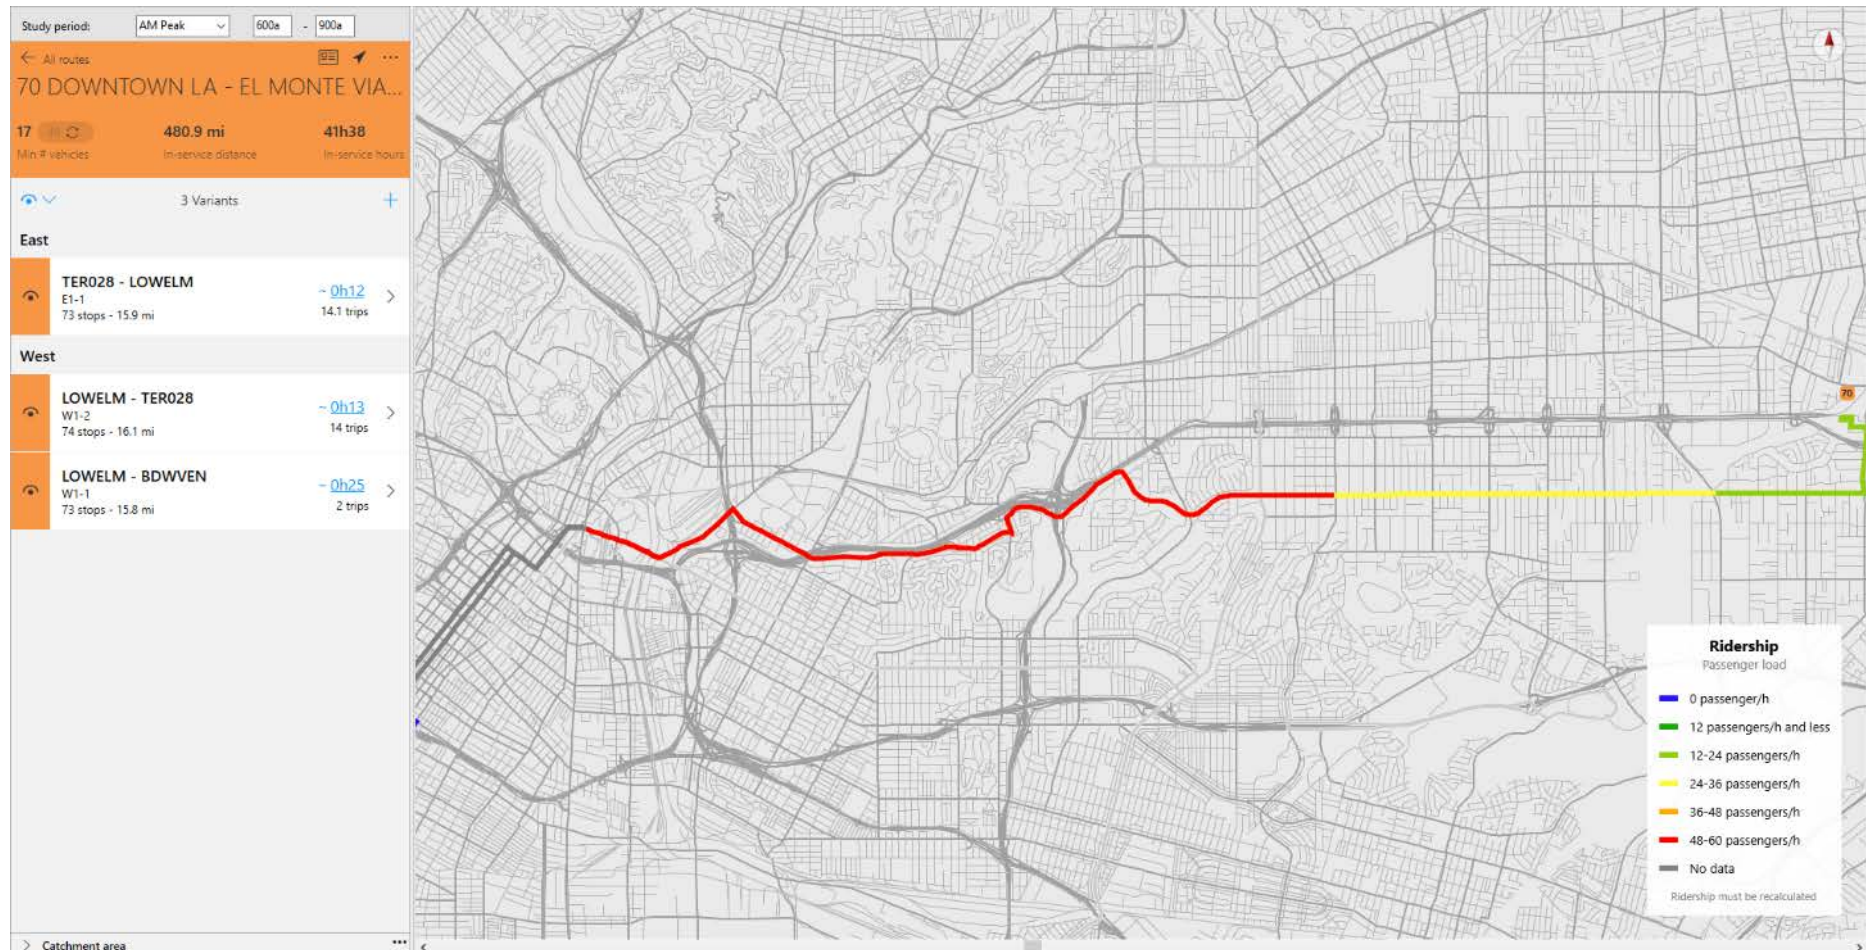 Study period: AM Peak 600a - 900a
All routes
70 DOWNTOWN LA - EL MONTE VIA...
17 480.9 mi 41h38
Min # vehicles In-service distance In-service hours
3 Variants
East
TER028 - LOWELM
E1-1
73 stops - 15.9 mi
~ 0h12
14.1 trips
West
LOWELM - TER028
W1-2
74 stops - 16.1 mi
~ 0h13
14 trips
LOWELM - BDWVEN
W1-1
73 stops - 15.8 mi
~ 0h25
2 trips
Catchment area
70
Ridership
Passenger load
0 passenger/h
12 passengers/h and less
12-24 passengers/h
24-36 passengers/h
36-48 passengers/h
48-60 passengers/h
No data
Ridership must be recalculated